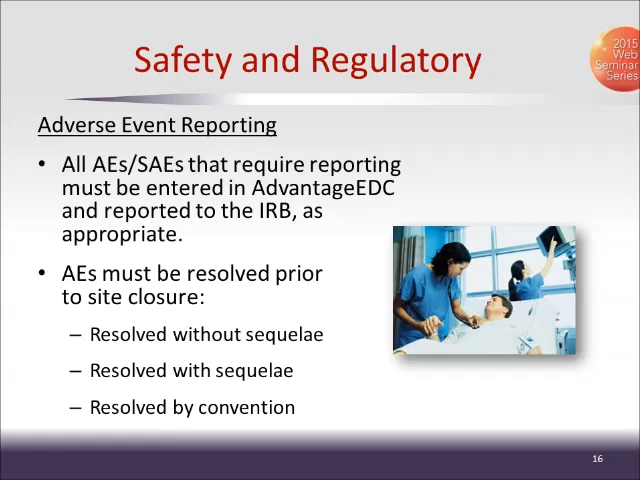 Safety and Regulatory
2015
Web
Seminar
Series
Adverse Event Reporting
• All AEs/SAEs that require reporting
must be entered in AdvantageEDC
and reported to the IRB, as
appropriate.
• AEs must be resolved prior
to site closure:
– Resolved without sequelae
– Resolved with sequelae
– Resolved by convention
16